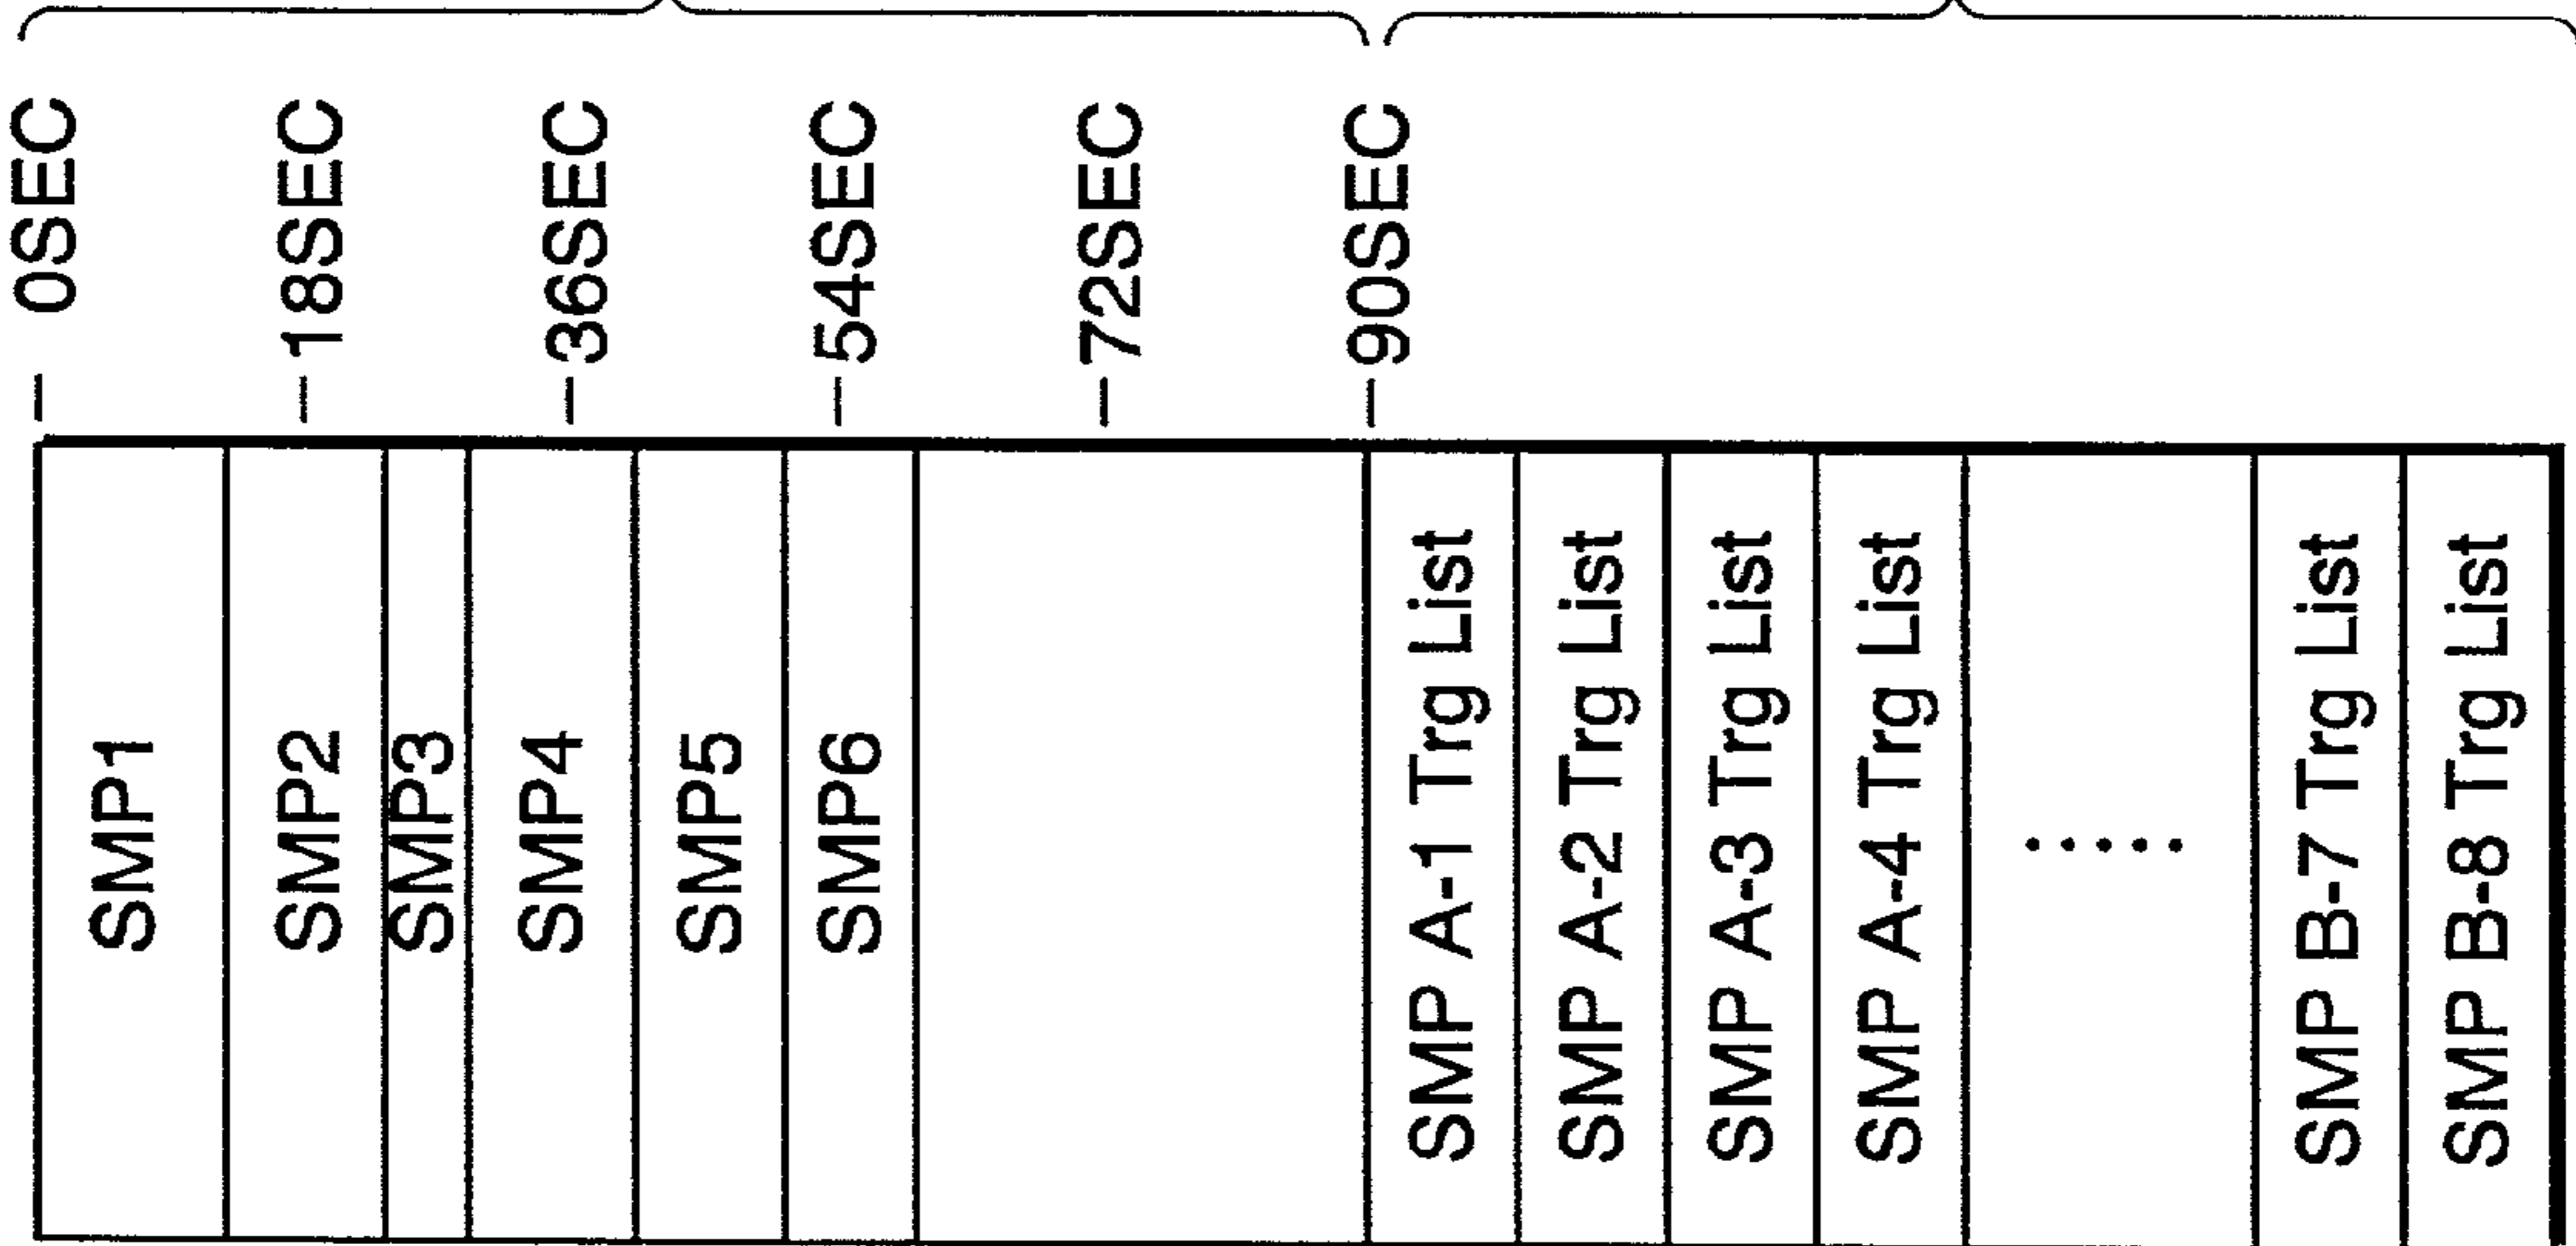 0SEC
18SEC
36SEC
54SEC
72SEC
90SEC
SMP1
SMP2
SMP3
SMP4
SMP5
SMP6
SMP A-1 Trg List
SMP A-2 Trg List
SMP A-3 Trg List
SMP A-4 Trg List
.....
SMP B-7 Trg List
SMP B-8 Trg List